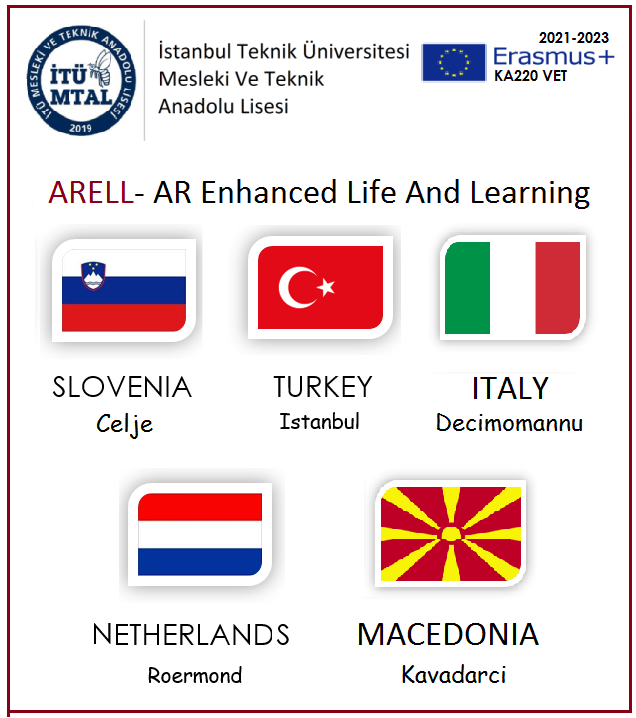 İTÜ MESLEKİ VE TEKNİK ANADOLU LİSESİ
İTÜ
MTAL
2019
İstanbul Teknik Üniversitesi
Mesleki Ve Teknik
Anadolu Lisesi
2021-2023
Erasmus+
KA220 VET
ARELL- AR Enhanced Life And Learning
SLOVENIA
Celje
TURKEY
Istanbul
ITALY
Decimomannu
NETHERLANDS
Roermond
MACEDONIA
Kavadarci